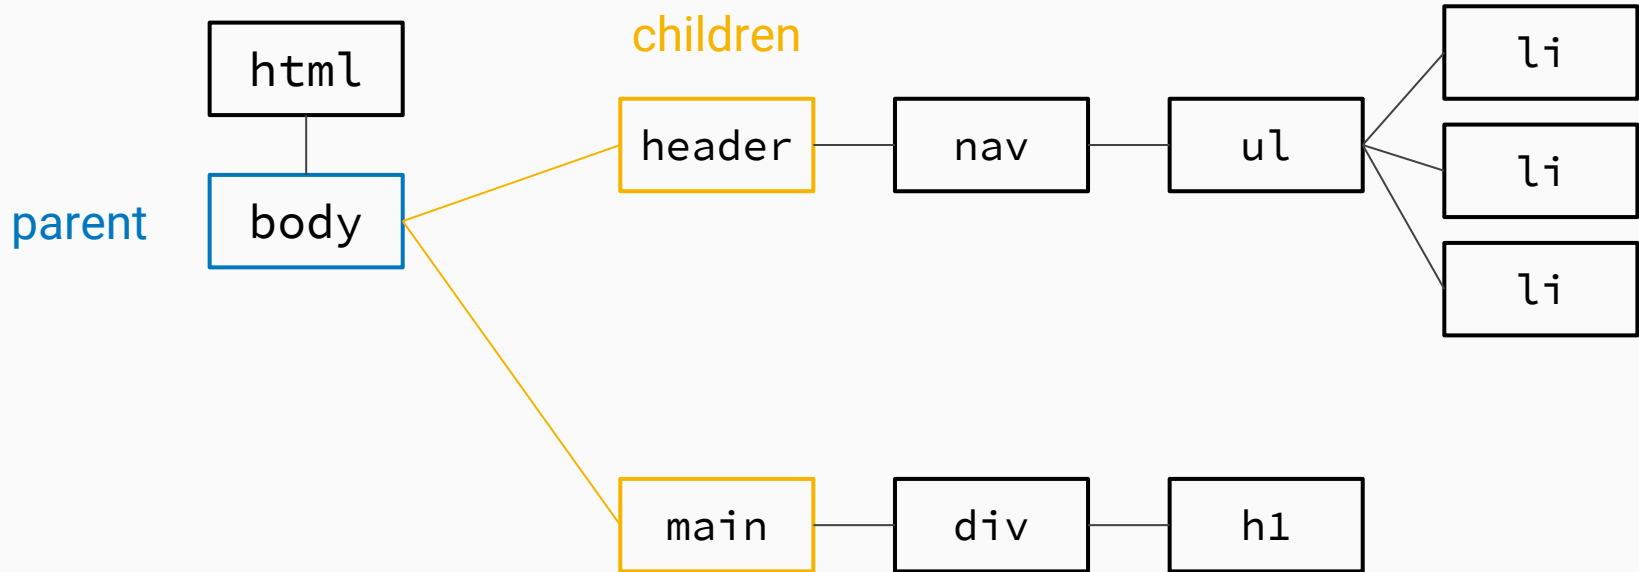 children
html
header
nav
ul
li
li
li
parent
body
main
div
h1